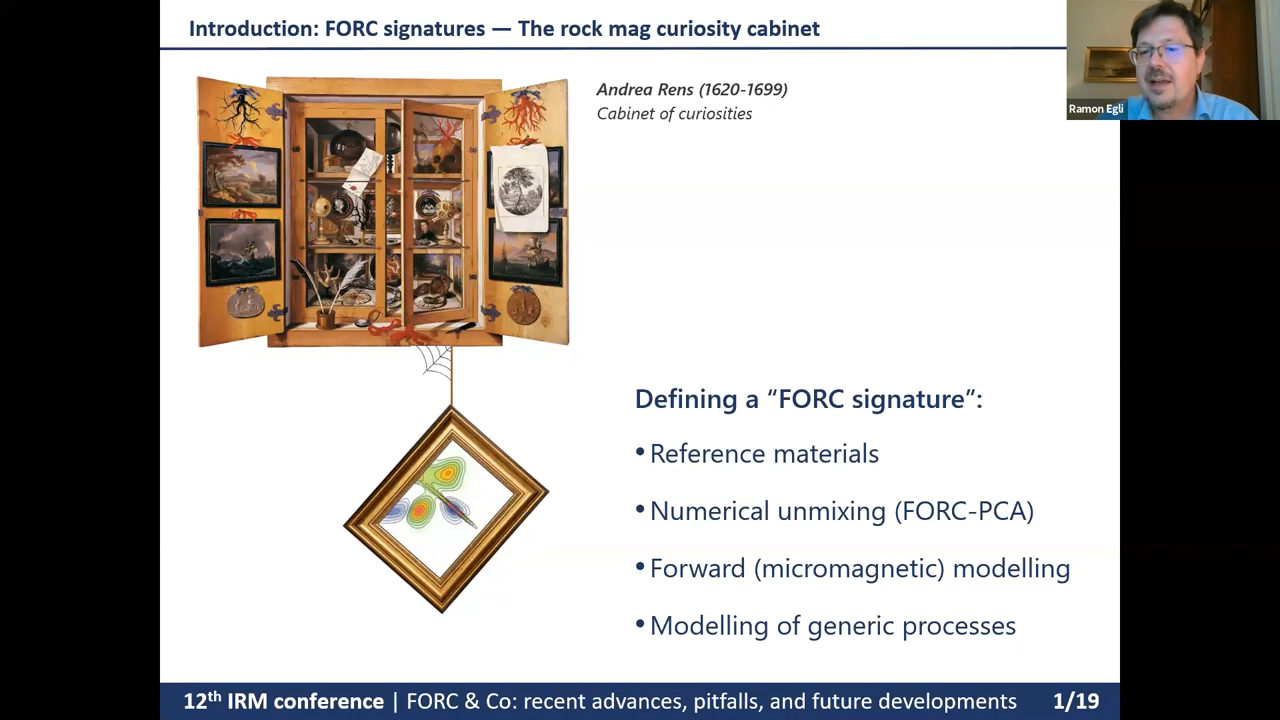 Introduction: FORC signatures — The rock mag curiosity cabinet
Andrea Rens (1620-1699)
Cabinet of curiosities
Ramon Egli
Defining a “FORC signature”:
• Reference materials
• Numerical unmixing (FORC-PCA)
• Forward (micromagnetic) modelling
• Modelling of generic processes
12th IRM conference | FORC & Co: recent advances, pitfalls, and future developments 1/19